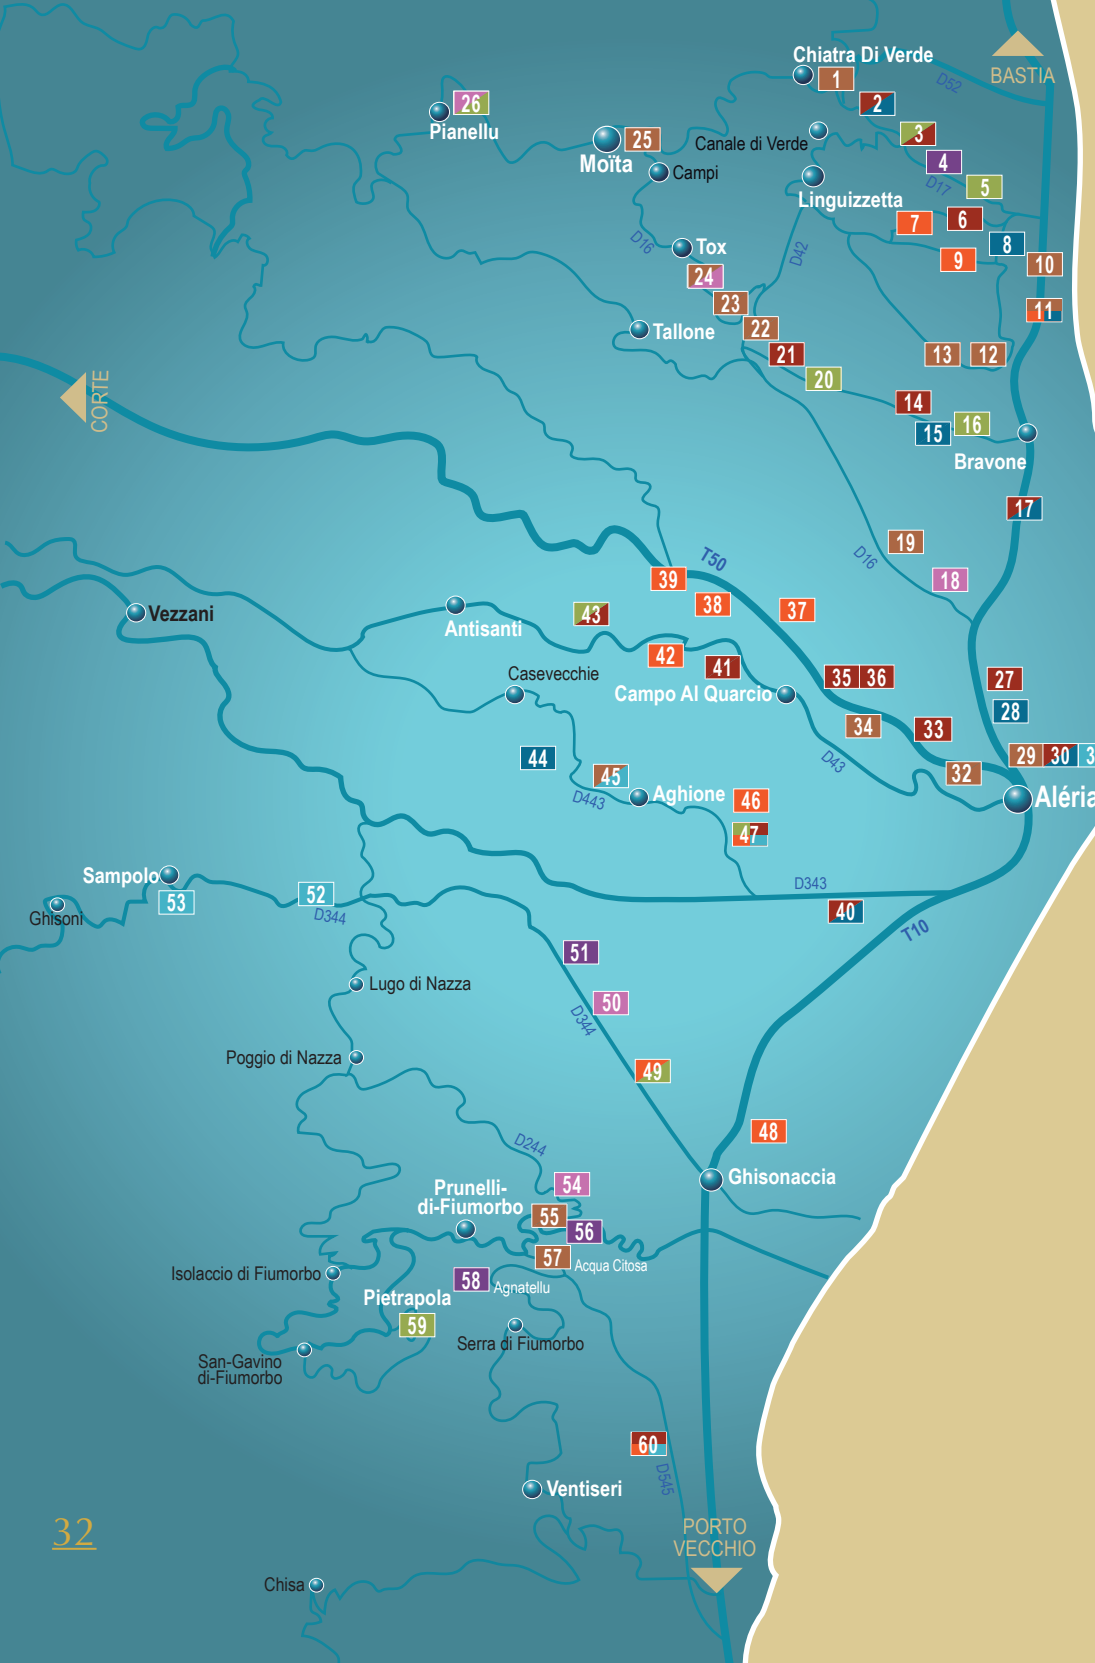 Chiatra Di Verde
BASTIA
1
D52
26
2
Pianellu
3
25
Canale di Verde
Moïta
4
Campi
D17
5
Linguizzetta
7
6
D16
Tox
D42
8
9
10
24
23
11
22
Tallone
21
13
12
20
CORTE
14
15
16
Bravone
17
19
D16
T50
18
39
38
37
43
Vezzani
Antisanti
42
41
Casevecchie
35
36
27
Campo Al Quarcio
28
34
33
44
D43
29
30
3
32
45
D443
Aghione
46
Aléria
47
Sampolo
D343
53
52
40
Ghisoni
D344
T10
51
Lugo di Nazza
50
D344
Poggio di Nazza
49
48
D244
Ghisonaccia
54
Prunelli-
di-Fiumorbo
55
56
57
Acqua Citosa
Isolaccio di Fiumorbo
58
Agnatellu
Pietrapola
59
Serra di Fiumorbo
San-Gavino
di-Fiumorbo
60
D545
Ventiseri
32
PORTO
VECCHIO
Chisa